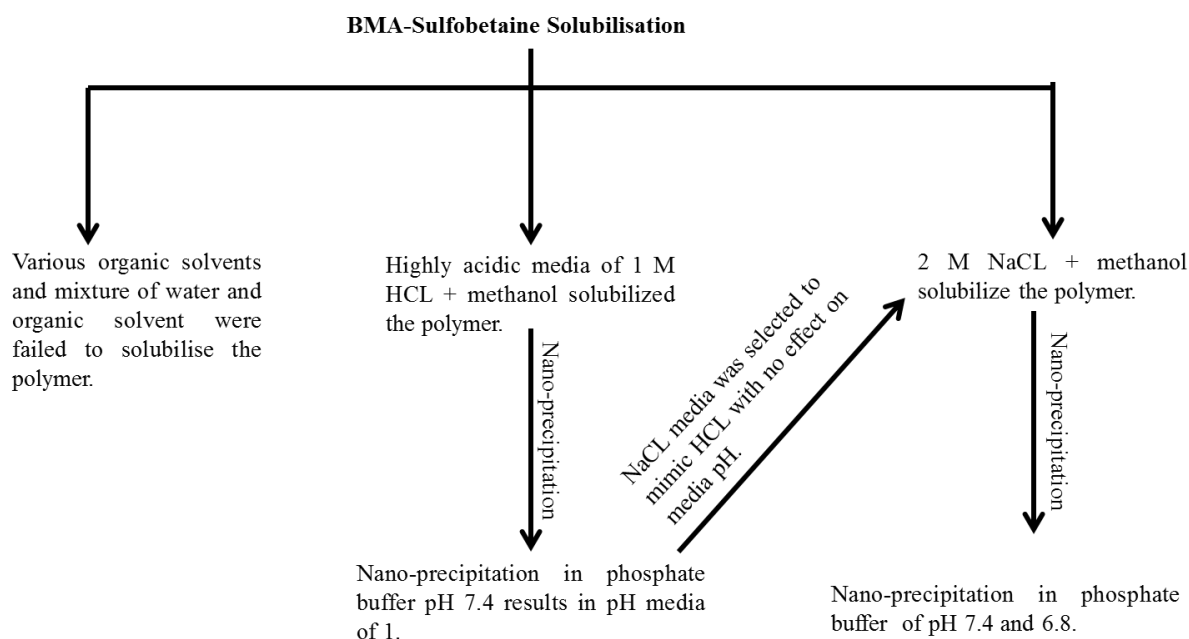 BMA-Sulfobetaine Solubilisation
Various organic solvents
and mixture of water and
organic solvent were
failed to solubilise the
polymer.
Highly acidic media of 1 M
HCL + methanol solubilized
the polymer.
2 M NaCL + methanol
solubilize the polymer.
Nano-precipitation
NaCL media was selected to
mimic HCL with no effect on
media pH.
Nano-precipitation
Nano-precipitation in phosphate
buffer pH 7.4 results in pH media
of 1.
Nano-precipitation in phosphate
buffer of pH 7.4 and 6.8.